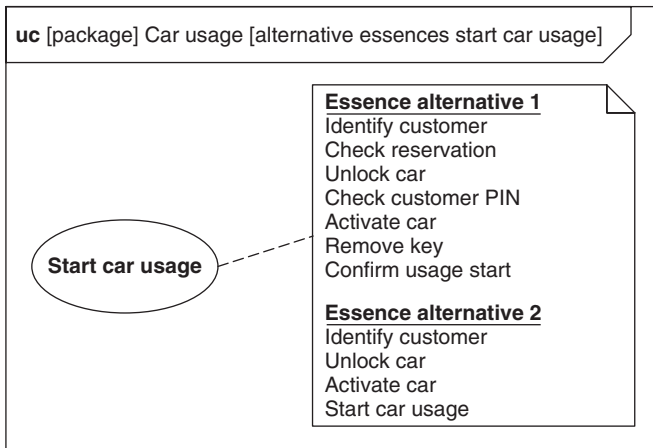 uc [package] Car usage [alternative essences start car usage]
Essence alternative 1
Identify customer
Check reservation
Unlock car
Check customer PIN
Activate car
Remove key
Confirm usage start
Start car usage
Essence alternative 2
Identify customer
Unlock car
Activate car
Start car usage